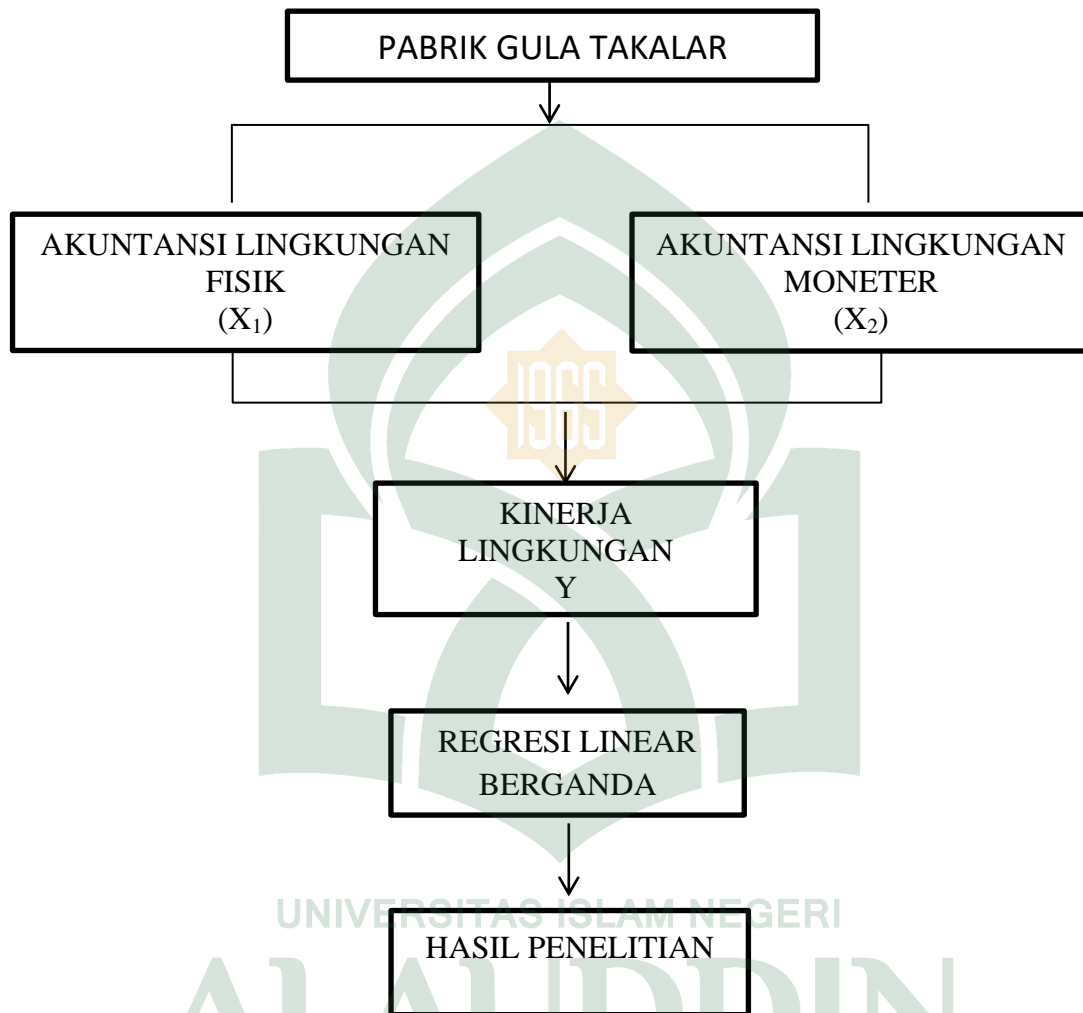 PABRIK GULA TAKALAR
AKUNTANSI LINGKUNGAN
FISIK
(X₁)
AKUNTANSI LINGKUNGAN
MONETER
(X₂)
1965
KINERJA
LINGKUNGAN
Y
REGRESI LINEAR
BERGANDA
UNIVERSITAS ISLAM NEGERI
HASIL PENELITIAN
ALAUDDIN